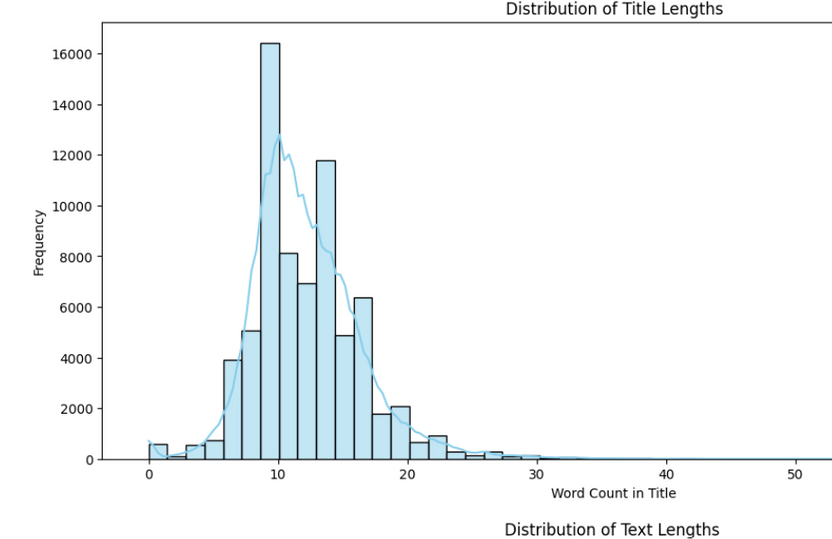 Distribution of Title Lengths
16000
14000
12000
10000
8000
6000
4000
2000
0
Frequency
0 10 20 30 40 50
Word Count in Title
Distribution of Text Lengths